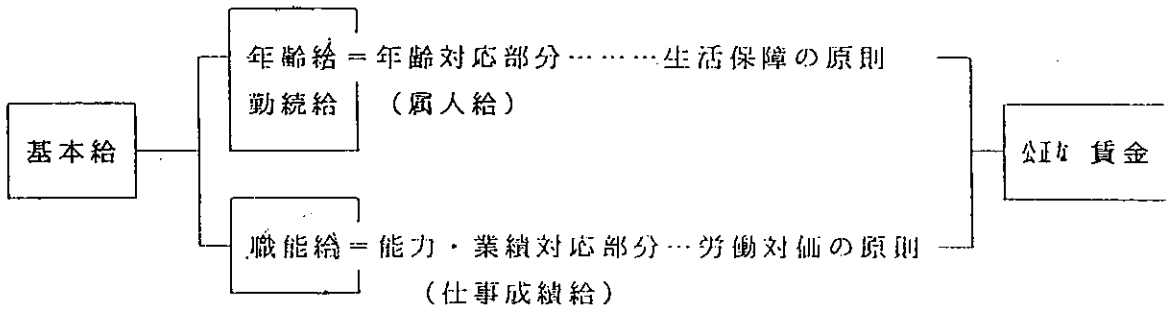 年齢給=年齢対応部分………生活保障の原則
勤続給 (属人給)
基本給
公正な 賃金
職能給=能力・業績対応部分…労働対価の原則
(仕事成績給)